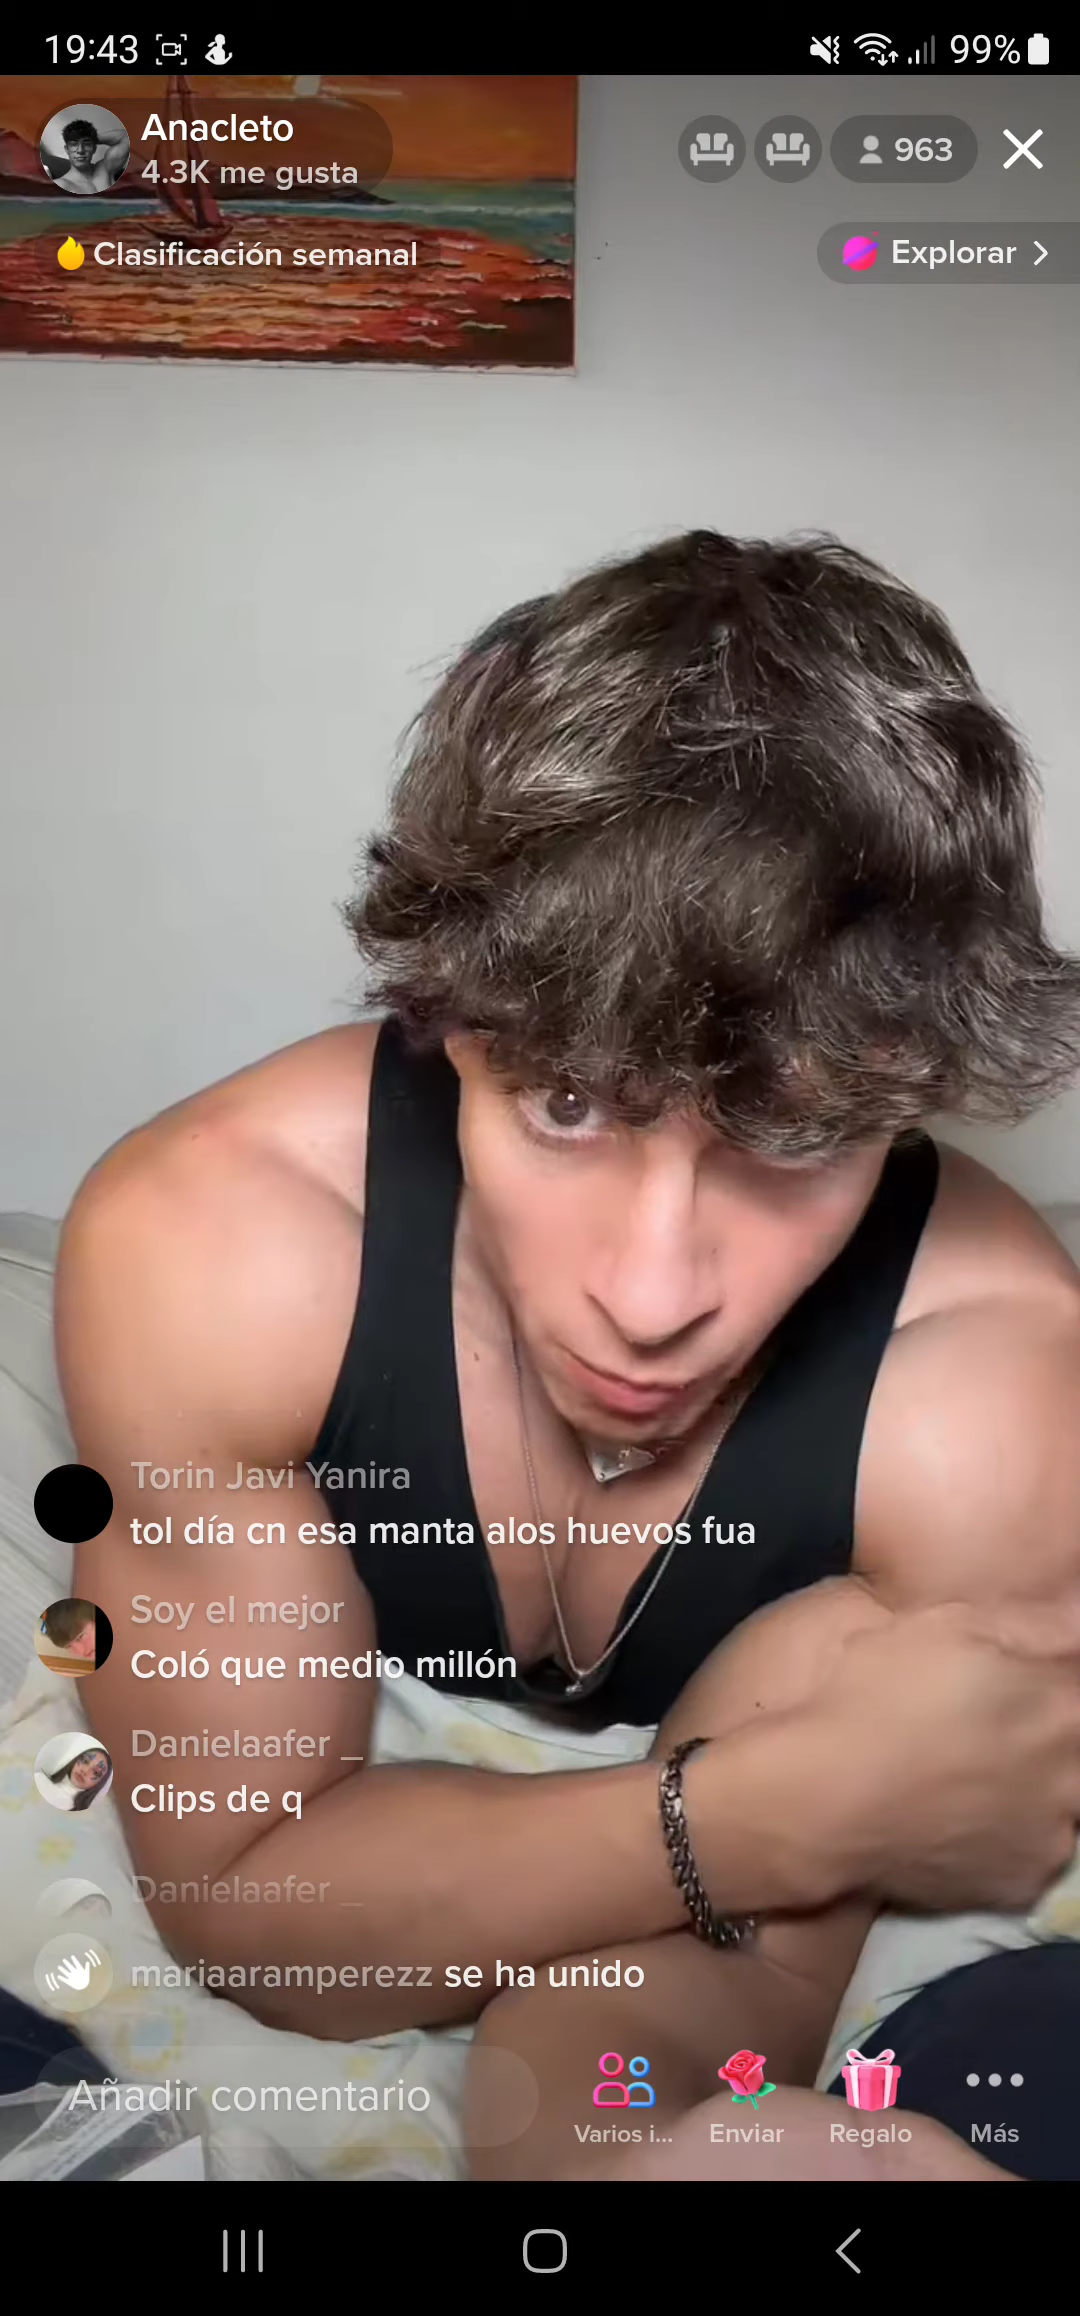 19:43
99%
Anacleto
4.3K me gusta
963
Clasificación semanal
Explorar
Torin Javi Yanira
tol día cn esa manta alos huevos fua
Soy el mejor
Coló que medio millón
Danielaafer _
Clips de q
Danielaafer _
mariaaramperezz se ha unido
Añadir comentario
Varios i...
Enviar
Regalo
Más